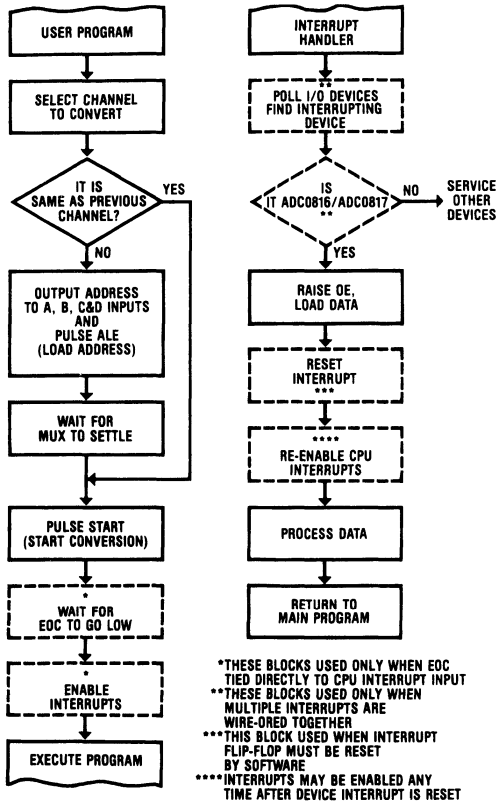 USER PROGRAM
SELECT CHANNEL
TO CONVERT
IT IS
SAME AS PREVIOUS
CHANNEL?
YES
NO
OUTPUT ADDRESS
TO A, B, C&D INPUTS
AND
PULSE ALE
(LOAD ADDRESS)
WAIT FOR
MUX TO SETTLE
PULSE START
(START CONVERSION)
*
WAIT FOR
EOC TO GO LOW
*
ENABLE
INTERRUPTS
EXECUTE PROGRAM
INTERRUPT
HANDLER
**
POLL I/O DEVICES
FIND INTERRUPTING
DEVICE
IS
IT ADC0816/ADC0817
**
NO
SERVICE
OTHER
DEVICES
YES
RAISE OE,
LOAD DATA
RESET
INTERRUPT
***
****
RE-ENABLE CPU
INTERRUPTS
PROCESS DATA
RETURN TO
MAIN PROGRAM
*THESE BLOCKS USED ONLY WHEN EOC
TIED DIRECTLY TO CPU INTERRUPT INPUT
**THESE BLOCKS USED ONLY WHEN
MULTIPLE INTERRUPTS ARE
WIRE-ORED TOGETHER
***THIS BLOCK USED WHEN INTERRUPT
FLIP-FLOP MUST BE RESET
BY SOFTWARE
****INTERRUPTS MAY BE ENABLED ANY
TIME AFTER DEVICE INTERRUPT IS RESET